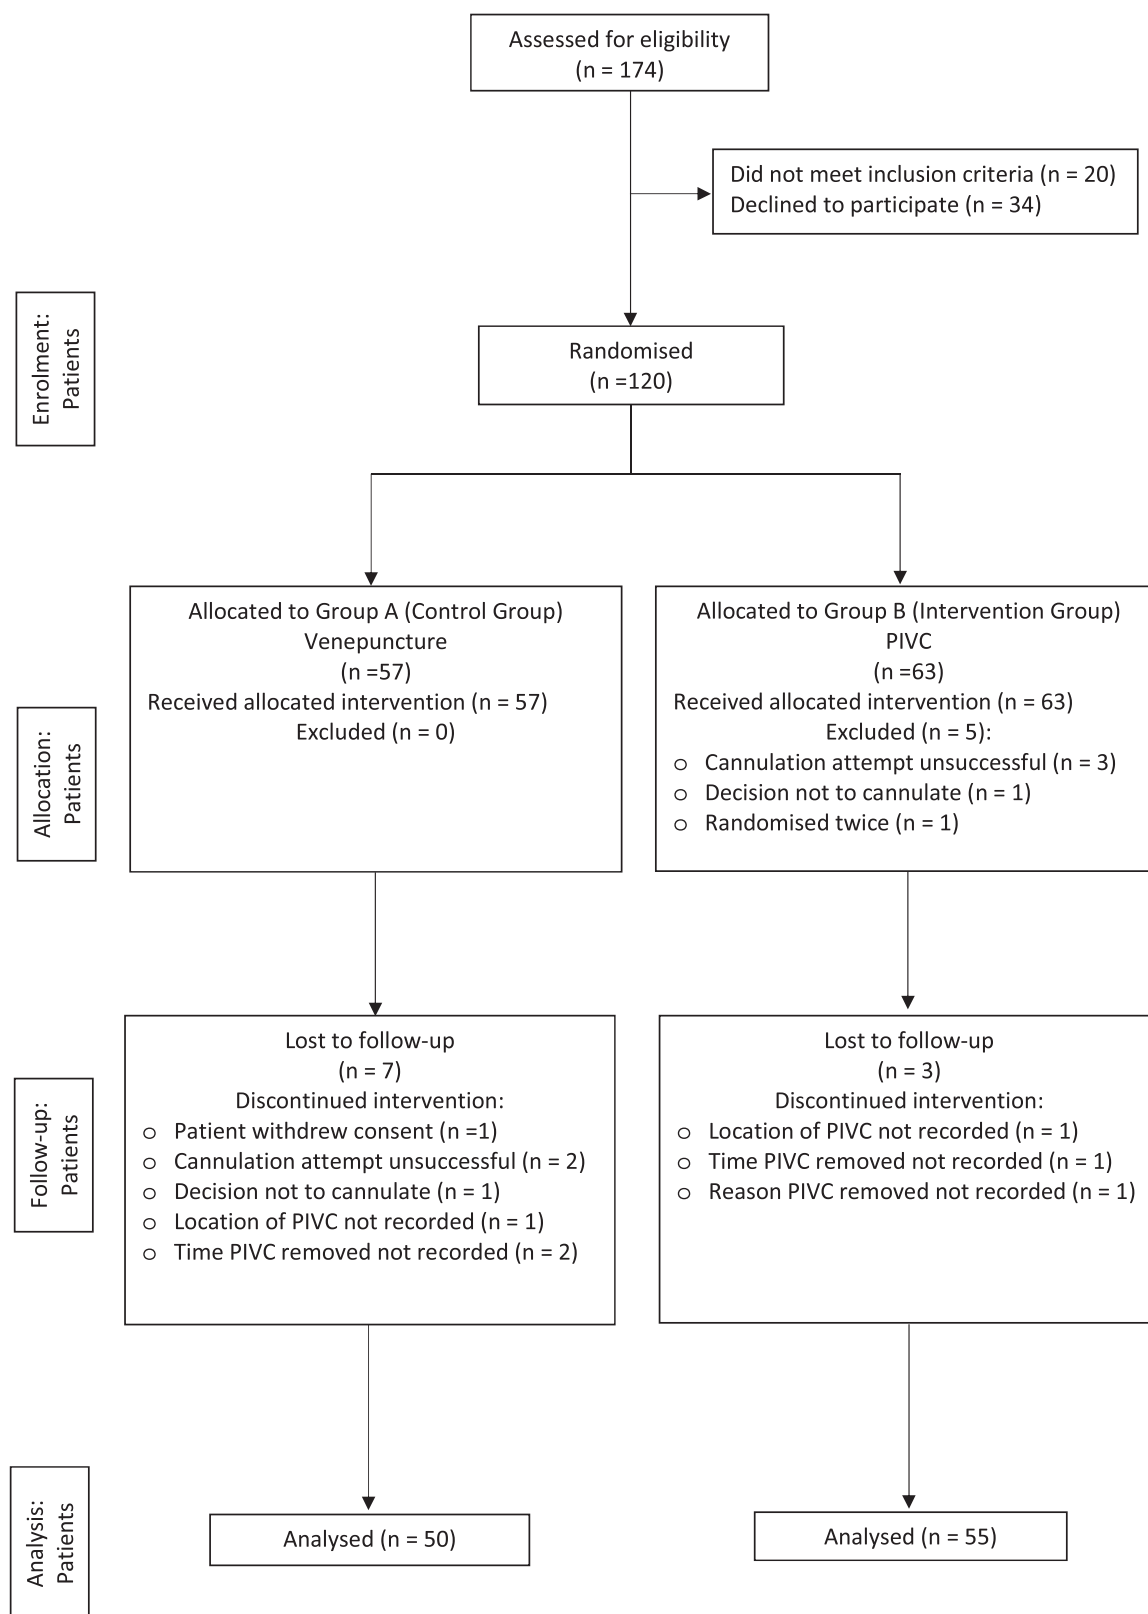 Assessed for eligibility
(n = 174)
Did not meet inclusion criteria (n = 20)
Declined to participate (n = 34)
Enrolment:
Patients
Randomised
(n =120)
Allocation:
Patients
Allocated to Group A (Control Group)
Venepuncture
(n =57)
Received allocated intervention (n = 57)
Excluded (n = 0)
Allocated to Group B (Intervention Group)
PIVC
(n =63)
Received allocated intervention (n = 63)
Excluded (n = 5):
o Cannulation attempt unsuccessful (n = 3)
o Decision not to cannulate (n = 1)
o Randomised twice (n = 1)
Follow-up:
Patients
Lost to follow-up
(n = 7)
Discontinued intervention:
o Patient withdrew consent (n =1)
o Cannulation attempt unsuccessful (n = 2)
o Decision not to cannulate (n = 1)
o Location of PIVC not recorded (n = 1)
o Time PIVC removed not recorded (n = 2)
Lost to follow-up
(n = 3)
Discontinued intervention:
o Location of PIVC not recorded (n = 1)
o Time PIVC removed not recorded (n = 1)
o Reason PIVC removed not recorded (n = 1)
Analysis:
Patients
Analysed (n = 50)
Analysed (n = 55)